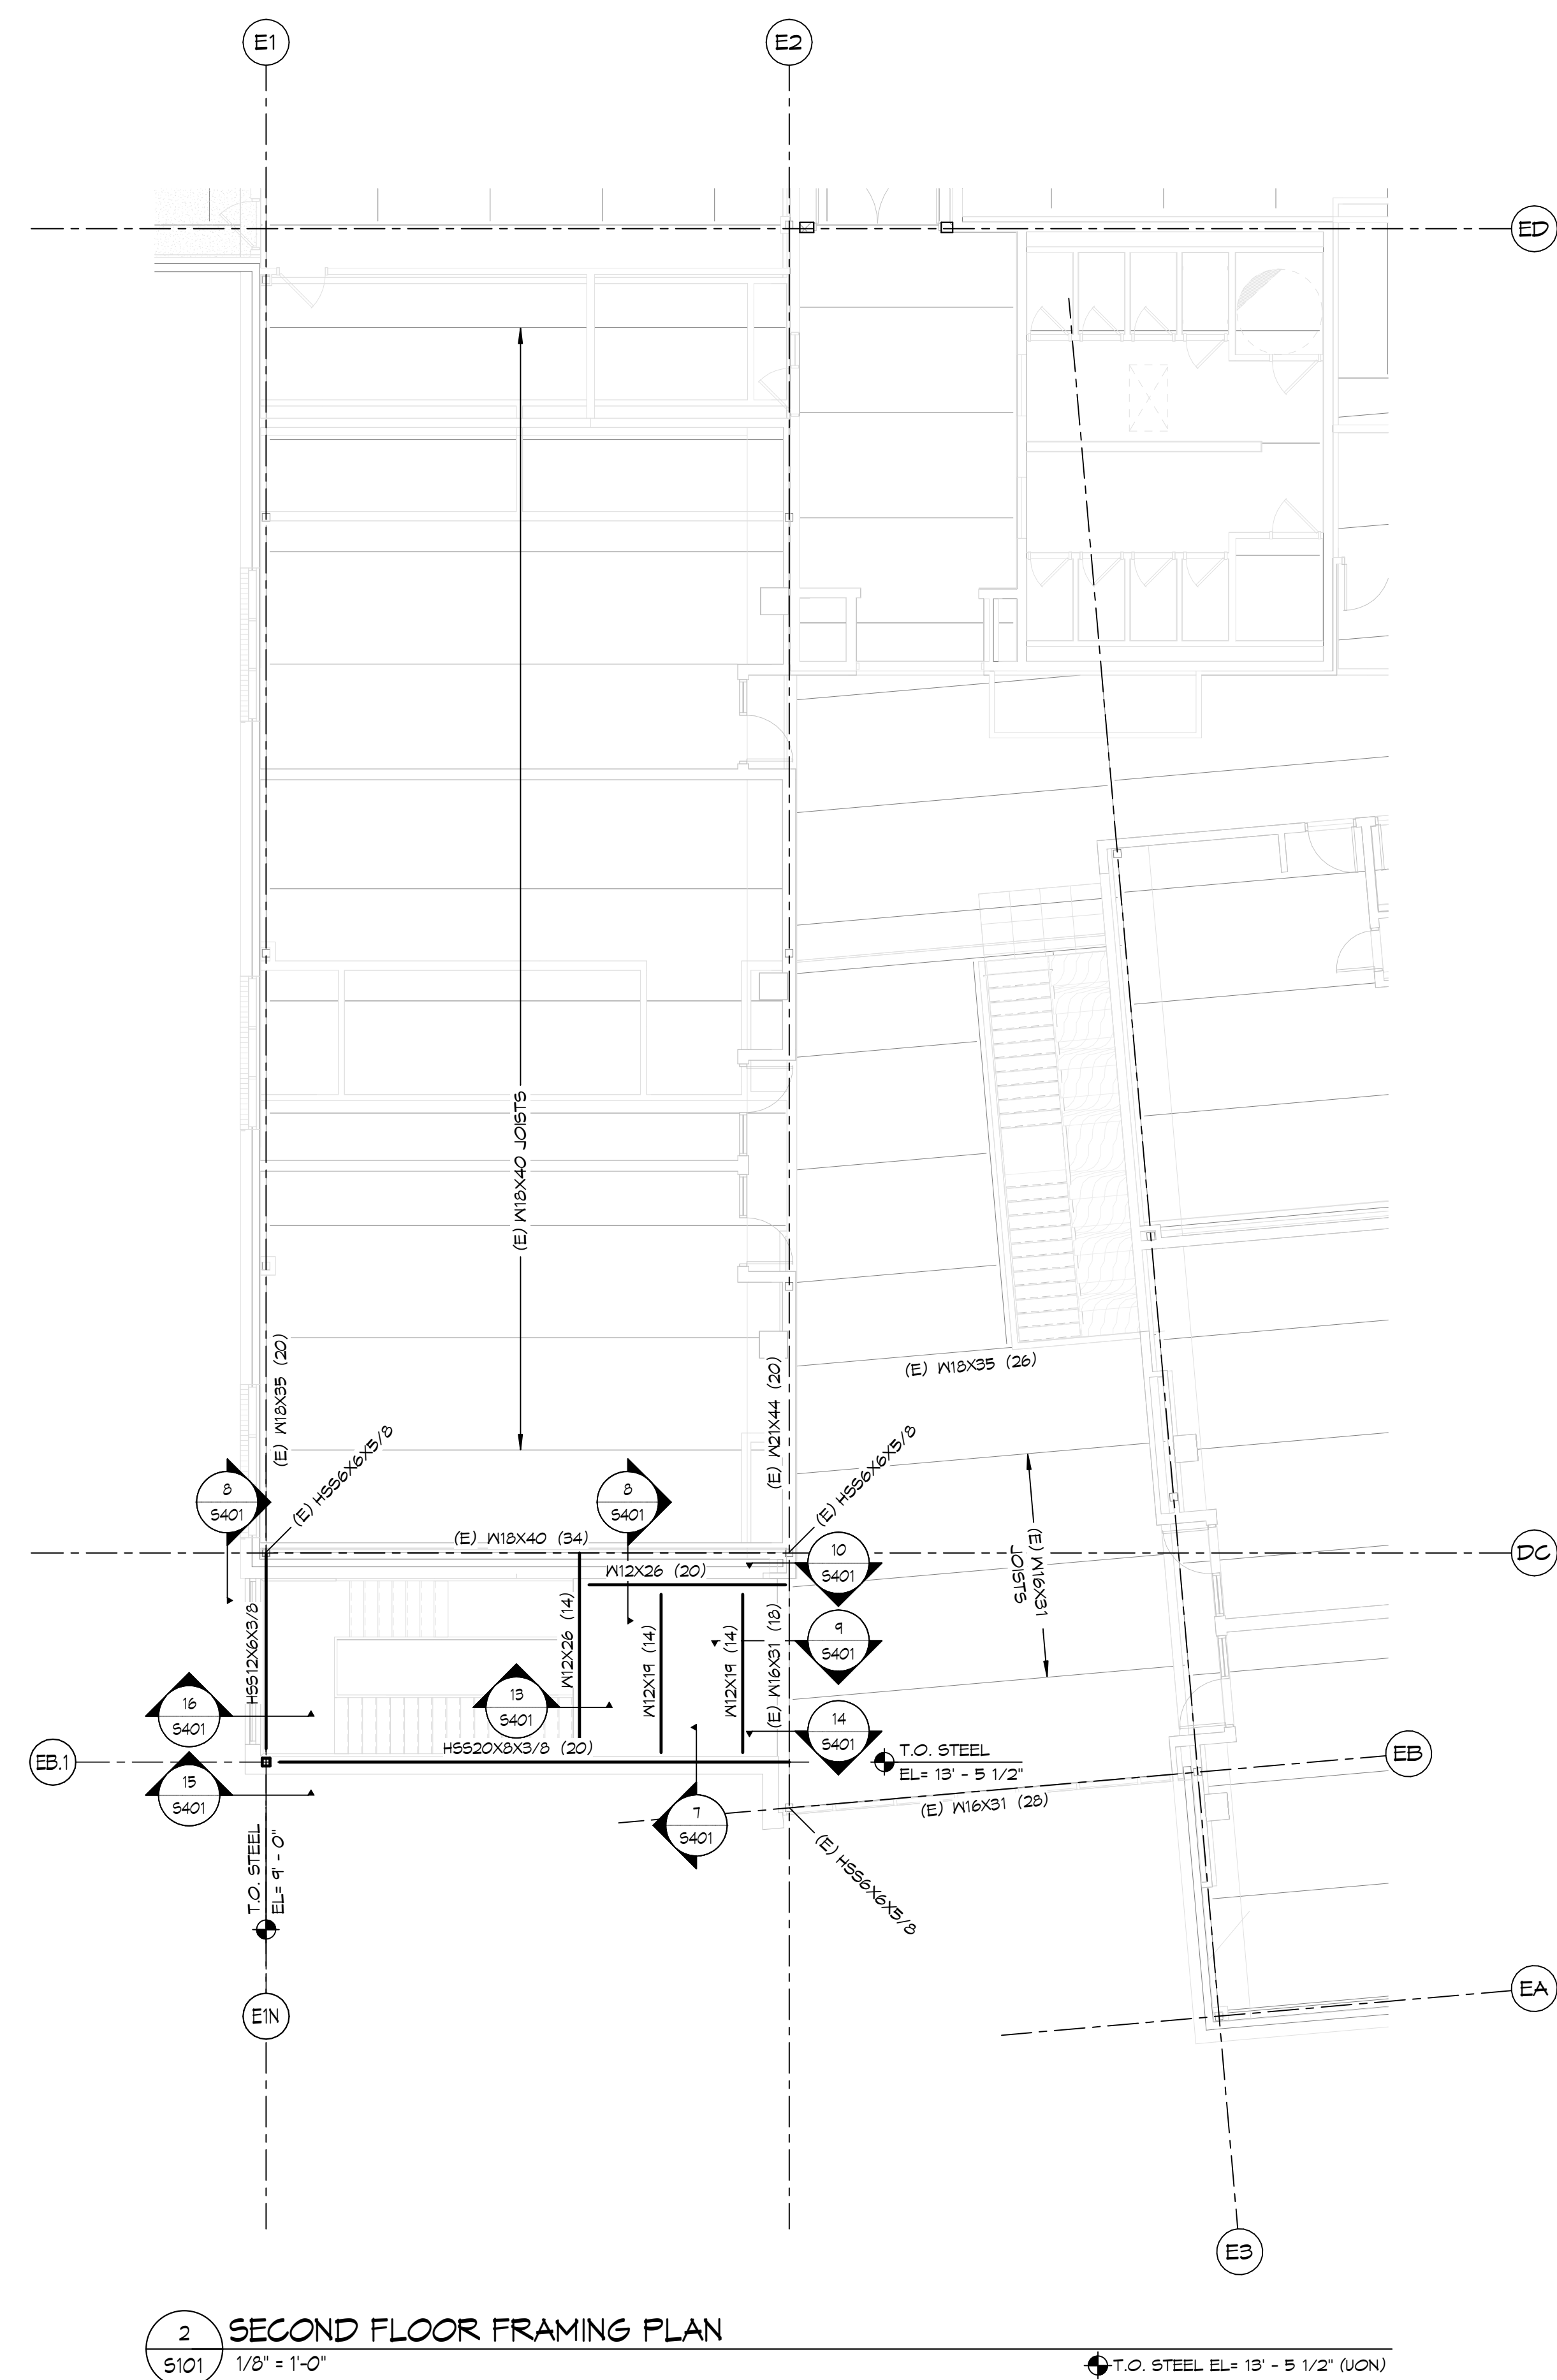 E1
E2
ED
(E) W18X40 JOISTS
(E) W18X35 (20)
(E) W21X44 (20)
(E) W18X35 (26)
(E) HSS6X6X5/8
(E) HSS6X6X5/8
8
S401
8
S401
(E) W18X40 (34)
10
S401
DC
W12X26 (20)
(E) W16X31
JOISTS
HSS12X6X3/8
W12X26 (14)
W12X19 (14)
W12X19 (14)
(E) W16X31 (18)
9
S401
16
S401
13
S401
14
S401
HSS20X8X3/8 (20)
EB.1
T.O. STEEL
EL= 13' - 5 1/2"
EB
15
S401
7
S401
(E) W16X31 (28)
(E) HSS6X6X5/8
T.O. STEEL
EL= 9' - 0"
E1N
EA
E3
2
S101
SECOND FLOOR FRAMING PLAN
1/8" = 1'-0"
T.O. STEEL EL= 13' - 5 1/2" (UON)